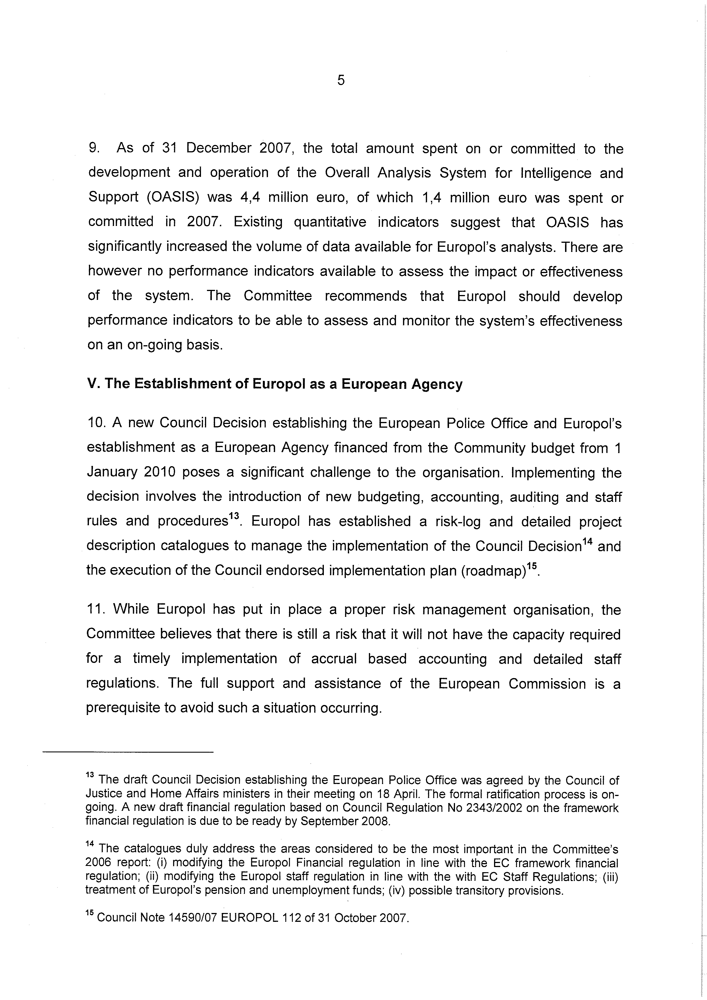 5
9. As of 31 December 2007, the total amount spent on or committed to the
development and operation of the Overall Analysis System for Intelligence and
Support (OASIS) was 4,4 million euro, of which 1,4 million euro was spent or
committed in 2007. Existing quantitative indicators suggest that OASIS has
significantly increased the volume of data available for Europol's analysts. There are
however no performance indicators available to assess the impact or effectiveness
of the system. The Committee recommends that Europol should develop
performance indicators to be able to assess and monitor the system's effectiveness
on an on-going basis.
V. The Establishment of Europol as a European Agency
10. A new Council Decision establishing the European Police Office and Europol's
establishment as a European Agency financed from the Community budget from 1
January 2010 poses a significant challenge to the organisation. Implementing the
decision involves the introduction of new budgeting, accounting, auditing and staff
rules and procedures¹³. Europol has established a risk-log and detailed project
description catalogues to manage the implementation of the Council Decision¹⁴ and
the execution of the Council endorsed implementation plan (roadmap)¹⁵.
11. While Europol has put in place a proper risk management organisation, the
Committee believes that there is still a risk that it will not have the capacity required
for a timely implementation of accrual based accounting and detailed staff
regulations. The full support and assistance of the European Commission is a
prerequisite to avoid such a situation occurring.
¹³ The draft Council Decision establishing the European Police Office was agreed by the Council of
Justice and Home Affairs ministers in their meeting on 18 April. The formal ratification process is on-
going. A new draft financial regulation based on Council Regulation No 2343/2002 on the framework
financial regulation is due to be ready by September 2008.
¹⁴ The catalogues duly address the areas considered to be the most important in the Committee's
2006 report: (i) modifying the Europol Financial regulation in line with the EC framework financial
regulation; (ii) modifying the Europol staff regulation in line with the with EC Staff Regulations; (iii)
treatment of Europol's pension and unemployment funds; (iv) possible transitory provisions.
¹⁵ Council Note 14590/07 EUROPOL 112 of 31 October 2007.